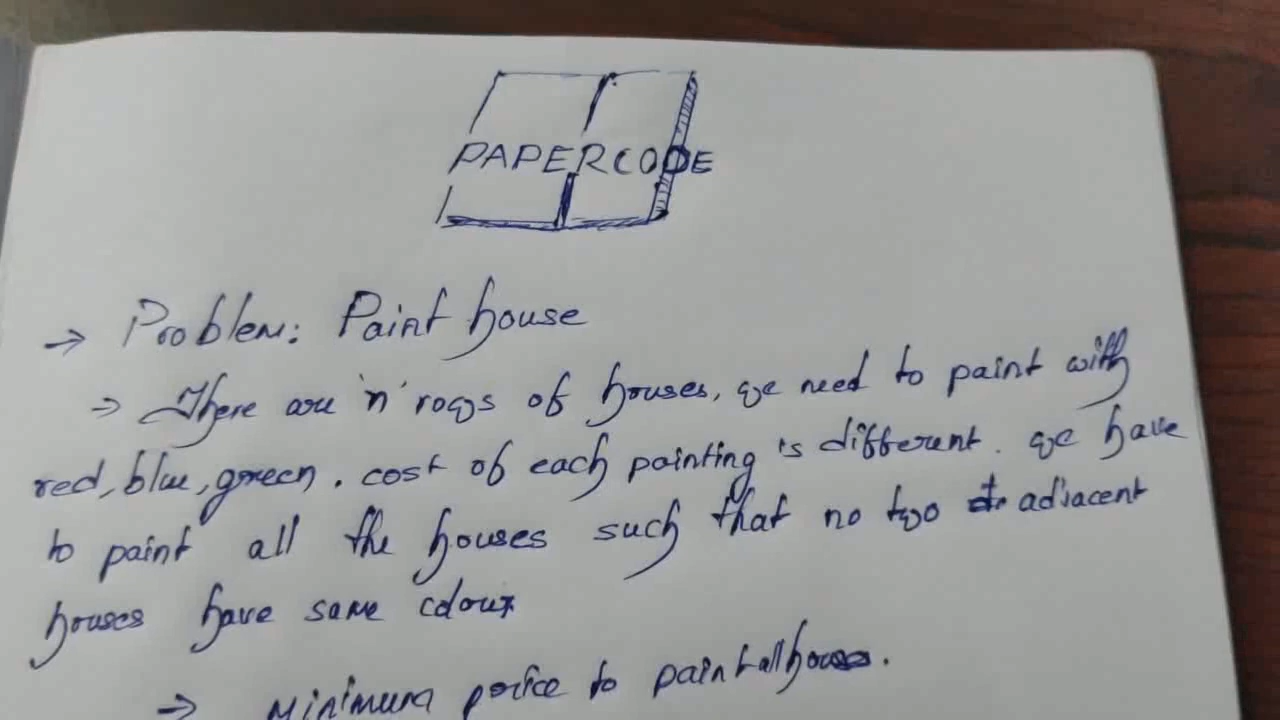 PAPERCODE
→ Problem: Paint house
→ There are 'n' rows of houses, we need to paint with
red, blue, green. cost of each painting is different. we have
to paint all the houses such that no two adjacent
houses have same colour
→ Minimum price to paint all house.